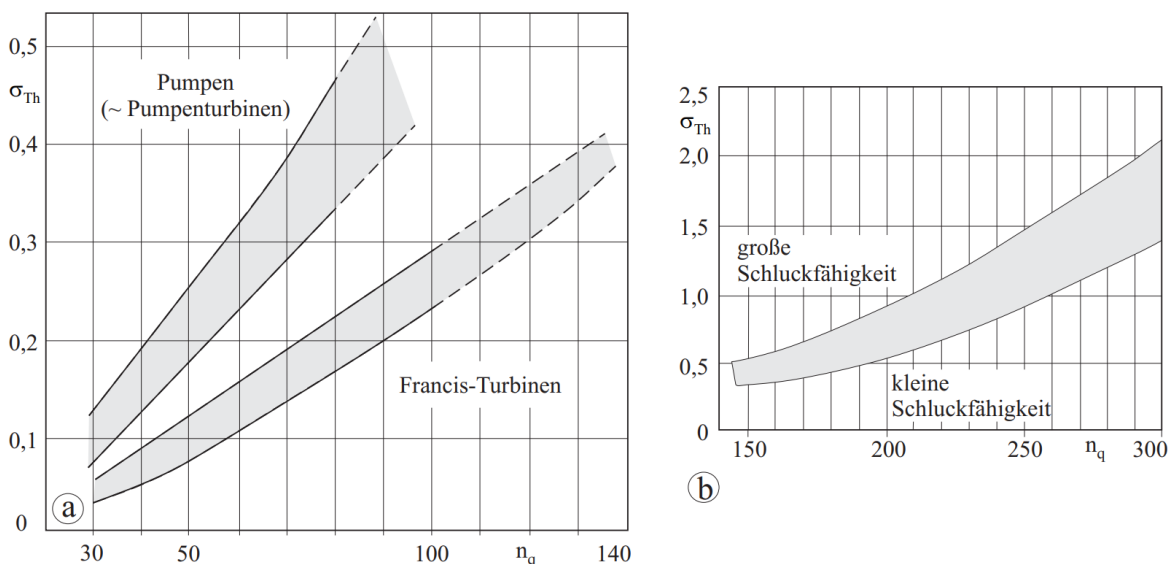 0,5
σTh
Pumpen
(~ Pumpenturbinen)
0,4
0,3
0,2
Francis-Turbinen
0,1
a
0
30 50 100 nq 140
2,5
σTh
2,0
1,5
große
Schluckfähigkeit
1,0
0,5
kleine
Schluckfähigkeit
0
150 200 250 nq 300
b